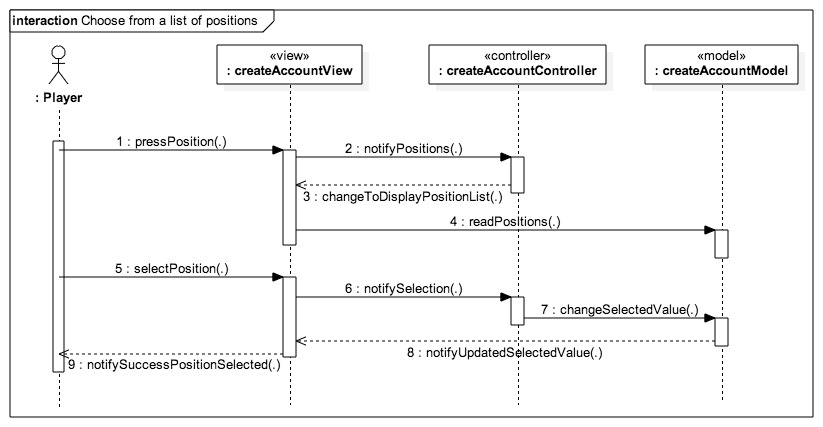 interaction Choose from a list of positions
: Player
«view»
: createAccountView
«controller»
: createAccountController
«model»
: createAccountModel
1 : pressPosition(.)
2 : notifyPositions(.)
3 : changeToDisplayPositionList(.)
4 : readPositions(.)
5 : selectPosition(.)
6 : notifySelection(.)
7 : changeSelectedValue(.)
8 : notifyUpdatedSelectedValue(.)
9 : notifySuccessPositionSelected(.)